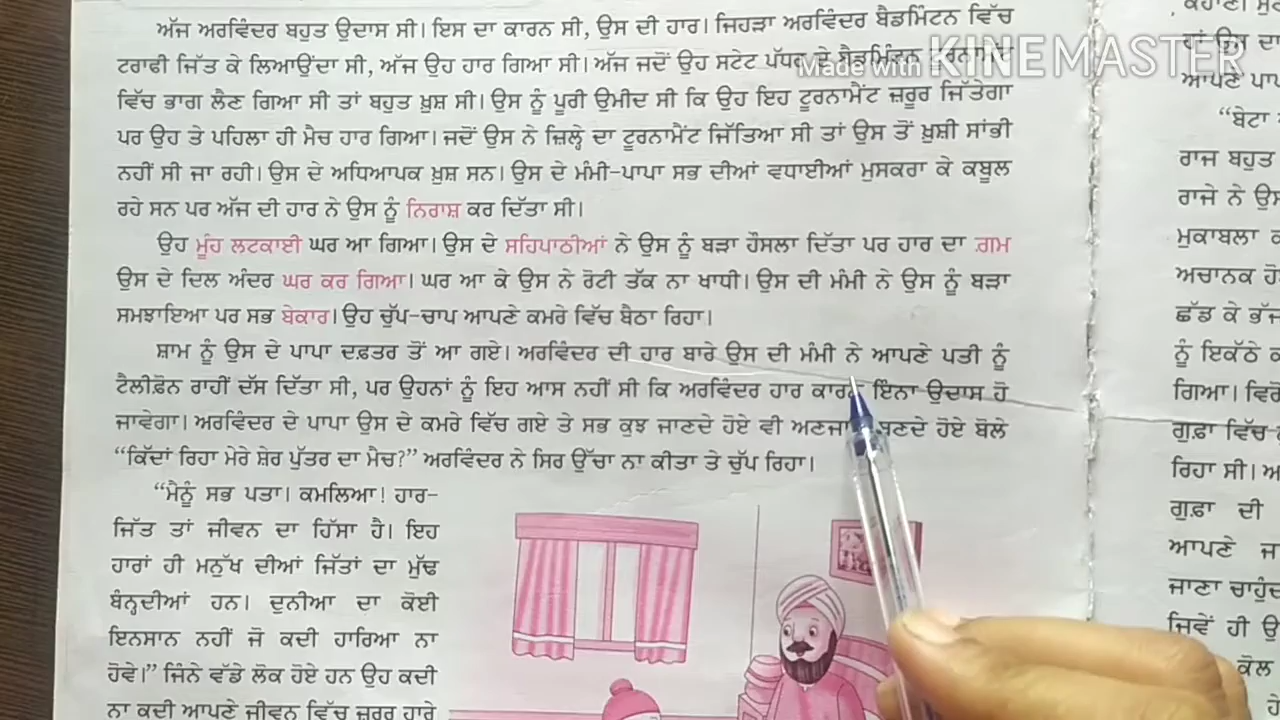 ਅੱਜ ਅਰਵਿੰਦਰ ਬਹੁਤ ਉਦਾਸ ਸੀ। ਇਸ ਦਾ ਕਾਰਨ ਸੀ, ਉਸ ਦੀ ਹਾਰ। ਜਿਹੜਾ ਅਰਵਿੰਦਰ ਬੈਡਮਿੰਟਨ ਵਿੱਚ
ਟਰਾਫੀ ਜਿੱਤ ਕੇ ਲਿਆਉਂਦਾ ਸੀ, ਅੱਜ ਉਹ ਹਾਰ ਗਿਆ ਸੀ। ਅੱਜ ਜਦੋਂ ਉਹ ਸਟੇਟ ਪੱਧਰ ਦੇ ਬੈਡਮਿੰਟਨ ਟੂਰਨਾਮੈਂਟ
Made with KINEMASTER
ਵਿੱਚ ਭਾਗ ਲੈਣ ਗਿਆ ਸੀ ਤਾਂ ਬਹੁਤ ਖ਼ੁਸ਼ ਸੀ। ਉਸ ਨੂੰ ਪੂਰੀ ਉਮੀਦ ਸੀ ਕਿ ਉਹ ਇਹ ਟੂਰਨਾਮੈਂਟ ਜ਼ਰੂਰ ਜਿੱਤੇਗਾ
ਪਰ ਉਹ ਤੇ ਪਹਿਲਾ ਹੀ ਮੈਚ ਹਾਰ ਗਿਆ। ਜਦੋਂ ਉਸ ਨੇ ਜ਼ਿਲ੍ਹੇ ਦਾ ਟੂਰਨਾਮੈਂਟ ਜਿੱਤਿਆ ਸੀ ਤਾਂ ਉਸ ਤੋਂ ਖ਼ੁਸ਼ੀ ਸਾਂਭੀ
ਨਹੀਂ ਸੀ ਜਾ ਰਹੀ। ਉਸ ਦੇ ਅਧਿਆਪਕ ਖ਼ੁਸ਼ ਸਨ। ਉਸ ਦੇ ਮੰਮੀ-ਪਾਪਾ ਸਭ ਦੀਆਂ ਵਧਾਈਆਂ ਮੁਸਕਰਾ ਕੇ ਕਬੂਲ
ਰਹੇ ਸਨ ਪਰ ਅੱਜ ਦੀ ਹਾਰ ਨੇ ਉਸ ਨੂੰ ਨਿਰਾਸ਼ ਕਰ ਦਿੱਤਾ ਸੀ।
ਉਹ ਮੂੰਹ ਲਟਕਾਈ ਘਰ ਆ ਗਿਆ। ਉਸ ਦੇ ਸਹਿਪਾਠੀਆਂ ਨੇ ਉਸ ਨੂੰ ਬੜਾ ਹੌਸਲਾ ਦਿੱਤਾ ਪਰ ਹਾਰ ਦਾ ਗ਼ਮ
ਉਸ ਦੇ ਦਿਲ ਅੰਦਰ ਘਰ ਕਰ ਗਿਆ। ਘਰ ਆ ਕੇ ਉਸ ਨੇ ਰੋਟੀ ਤੱਕ ਨਾ ਖਾਧੀ। ਉਸ ਦੀ ਮੰਮੀ ਨੇ ਉਸ ਨੂੰ ਬੜਾ
ਸਮਝਾਇਆ ਪਰ ਸਭ ਬੇਕਾਰ। ਉਹ ਚੁੱਪ-ਚਾਪ ਆਪਣੇ ਕਮਰੇ ਵਿੱਚ ਬੈਠਾ ਰਿਹਾ।
ਸ਼ਾਮ ਨੂੰ ਉਸ ਦੇ ਪਾਪਾ ਦਫ਼ਤਰ ਤੋਂ ਆ ਗਏ। ਅਰਵਿੰਦਰ ਦੀ ਹਾਰ ਬਾਰੇ ਉਸ ਦੀ ਮੰਮੀ ਨੇ ਆਪਣੇ ਪਤੀ ਨੂੰ
ਟੈਲੀਫ਼ੋਨ ਰਾਹੀਂ ਦੱਸ ਦਿੱਤਾ ਸੀ, ਪਰ ਉਹਨਾਂ ਨੂੰ ਇਹ ਆਸ ਨਹੀਂ ਸੀ ਕਿ ਅਰਵਿੰਦਰ ਹਾਰ ਕਾਰਨ ਇੰਨਾ ਉਦਾਸ ਹੋ
ਜਾਵੇਗਾ। ਅਰਵਿੰਦਰ ਦੇ ਪਾਪਾ ਉਸ ਦੇ ਕਮਰੇ ਵਿੱਚ ਗਏ ਤੇ ਸਭ ਕੁਝ ਜਾਣਦੇ ਹੋਏ ਵੀ ਅਣਜਾਣ ਬਣਦੇ ਹੋਏ ਬੋਲੇ
“ਕਿੱਦਾਂ ਰਿਹਾ ਮੇਰੇ ਸ਼ੇਰ ਪੁੱਤਰ ਦਾ ਮੈਚ?” ਅਰਵਿੰਦਰ ਨੇ ਸਿਰ ਉੱਚਾ ਨਾ ਕੀਤਾ ਤੇ ਚੁੱਪ ਰਿਹਾ।
“ਮੈਨੂੰ ਸਭ ਪਤਾ। ਕਮਲਿਆ! ਹਾਰ-
ਜਿੱਤ ਤਾਂ ਜੀਵਨ ਦਾ ਹਿੱਸਾ ਹੈ। ਇਹ
ਹਾਰਾਂ ਹੀ ਮਨੁੱਖ ਦੀਆਂ ਜਿੱਤਾਂ ਦਾ ਮੁੱਢ
ਬੰਨ੍ਹਦੀਆਂ ਹਨ। ਦੁਨੀਆ ਦਾ ਕੋਈ
ਇਨਸਾਨ ਨਹੀਂ ਜੋ ਕਦੀ ਹਾਰਿਆ ਨਾ
ਹੋਵੇ।” ਜਿੰਨੇ ਵੱਡੇ ਲੋਕ ਹੋਏ ਹਨ ਉਹ ਕਦੀ
ਨਾ ਕਦੀ ਆਪਣੇ ਜੀਵਨ ਵਿੱਚ ਜ਼ਰੂਰ ਹਾਰੇ
ਆਪਣੇ ਪਾ
“ਬੇਟਾ
ਰਾਜ ਬਹੁਤ
ਰਾਜੇ ਨੇ ਉਸ
ਮੁਕਾਬਲਾ
ਅਚਾਨਕ ਹੋ
ਛੱਡ ਕੇ ਭੱਜ
ਨੂੰ ਇਕੱਠੇ
ਗਿਆ। ਵਿਰੋ
ਗੁਫ਼ਾ ਵਿੱਚ
ਰਿਹਾ ਸੀ। ਅ
ਗੁਫ਼ਾ ਦੀ
ਆਪਣੇ ਜਾ
ਜਾਣਾ ਚਾਹੁੰਦ
ਜਿਵੇਂ ਹੀ ਉ
ਕੋਲ